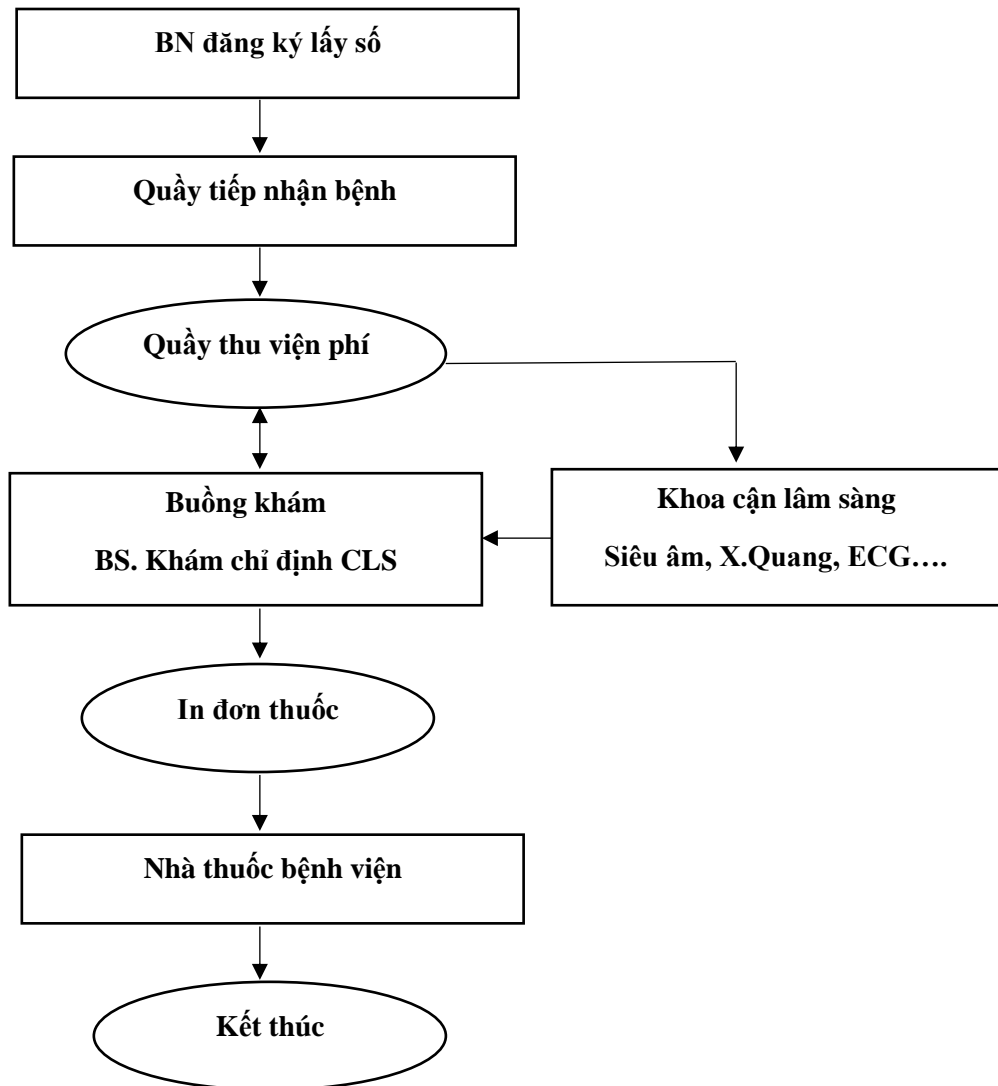 BN đăng ký lấy số
Quầy tiếp nhận bệnh
Quầy thu viện phí
Buồng khám
BS. Khám chỉ định CLS
Khoa cận lâm sàng
Siêu âm, X.Quang, ECG….
In đơn thuốc
Nhà thuốc bệnh viện
Kết thúc